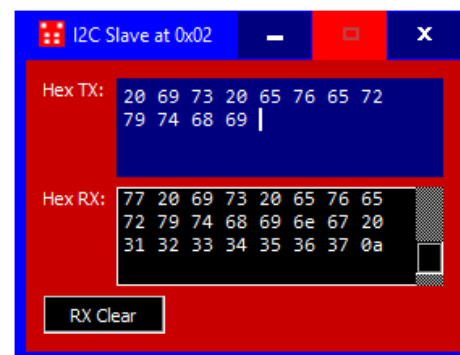 I2C Slave at 0x02
Hex TX:
20 69 73 20 65 76 65 72
79 74 68 69
Hex RX:
77 20 69 73 20 65 76 65
72 79 74 68 69 6e 67 20
31 32 33 34 35 36 37 0a
RX Clear